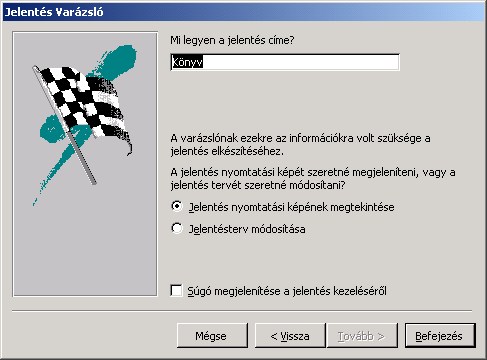 Jelentés Varázsló
Mi legyen a jelentés címe?
Könyv
A varázslónak ezekre az információkra volt szüksége a
jelentés elkészítéséhez.
A jelentés nyomtatási képét szeretné megjeleníteni, vagy a
jelentés tervét szeretné módosítani?
Jelentés nyomtatási képének megtekintése
Jelentésterv módosítása
Súgó megjelenítése a jelentés kezeléséről
Mégse
< Vissza
Tovább >
Befejezés